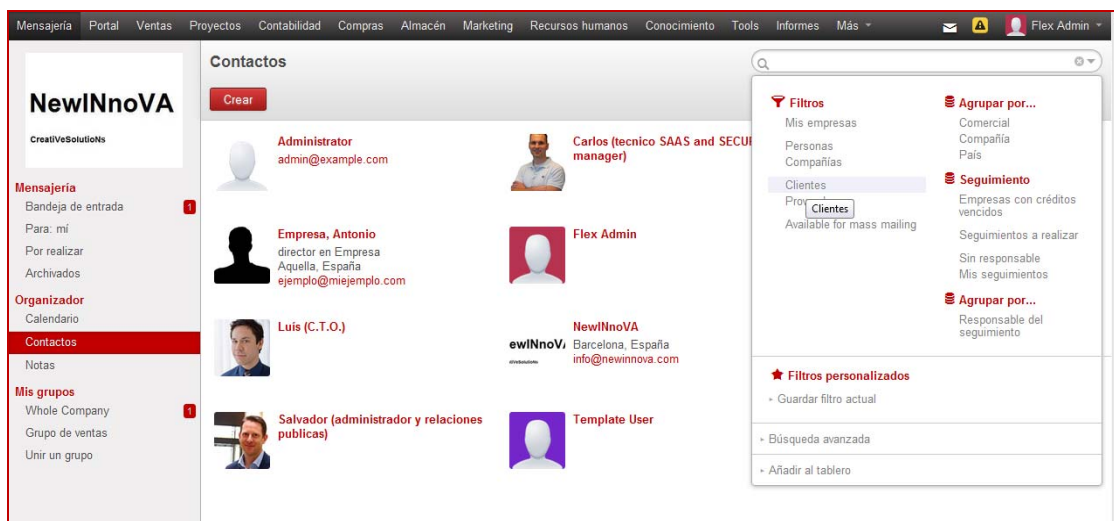 Mensajería Portal Ventas Proyectos Contabilidad Compras Almacén Marketing Recursos humanos Conocimiento Tools Informes Más Flex Admin
NewINnoVA
CreatiVeSolutioNs
Mensajería
Bandeja de entrada 1
Para: mí
Por realizar
Archivados
Organizador
Calendario
Contactos
Notas
Mis grupos
Whole Company 1
Grupo de ventas
Unir un grupo
Contactos
Crear
Administrator
admin@example.com
Carlos (tecnico SAAS and SECU
manager)
Empresa, Antonio
director en Empresa
Aquella, España
ejemplo@miejemplo.com
Flex Admin
Luís (C.T.O.)
ewINnoV
NewINnoVA
Barcelona, España
info@newinnova.com
Salvador (administrador y relaciones
publicas)
Template User
Filtros
Mis empresas
Personas
Compañías
Clientes
Prov
Clientes
Available for mass mailing
Agrupar por...
Comercial
Compañía
País
Seguimiento
Empresas con créditos
vencidos
Seguimientos a realizar
Sin responsable
Mis seguimientos
Agrupar por...
Responsable del
seguimiento
Filtros personalizados
Guardar filtro actual
Búsqueda avanzada
Añadir al tablero